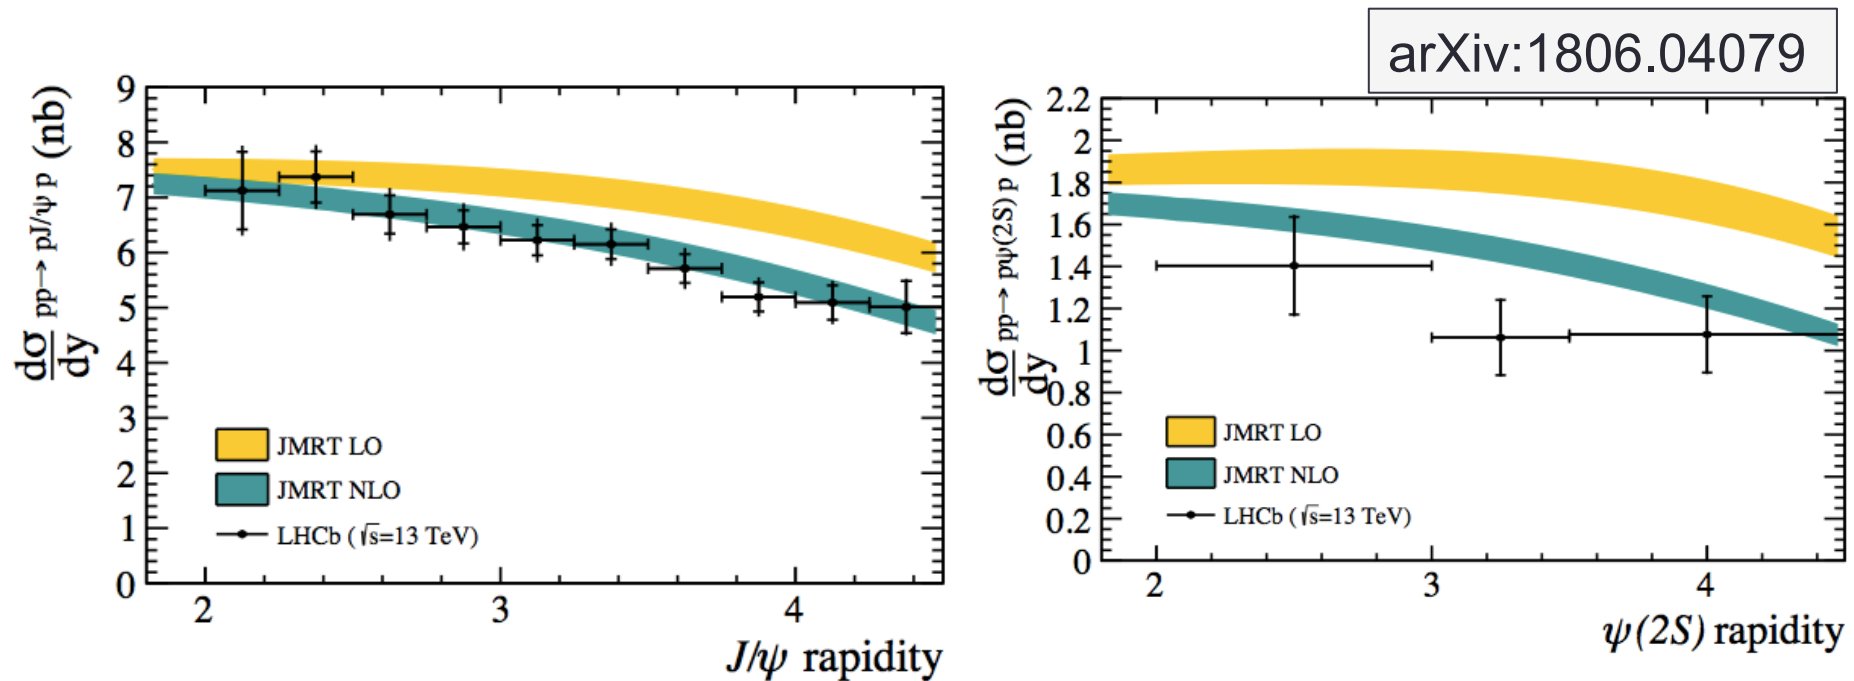 arXiv:1806.04079
dσ/dy pp→ pJ/ψ p (nb)
9
8
7
6
5
4
3
2
1
0
JMRT LO
JMRT NLO
LHCb (√s=13 TeV)
2 3 4
J/ψ rapidity
dσ/dy pp→ pψ(2S) p (nb)
2.2
2
1.8
1.6
1.4
1.2
1
0.8
0.6
0.4
0.2
0
JMRT LO
JMRT NLO
LHCb (√s=13 TeV)
2 3 4
ψ(2S) rapidity